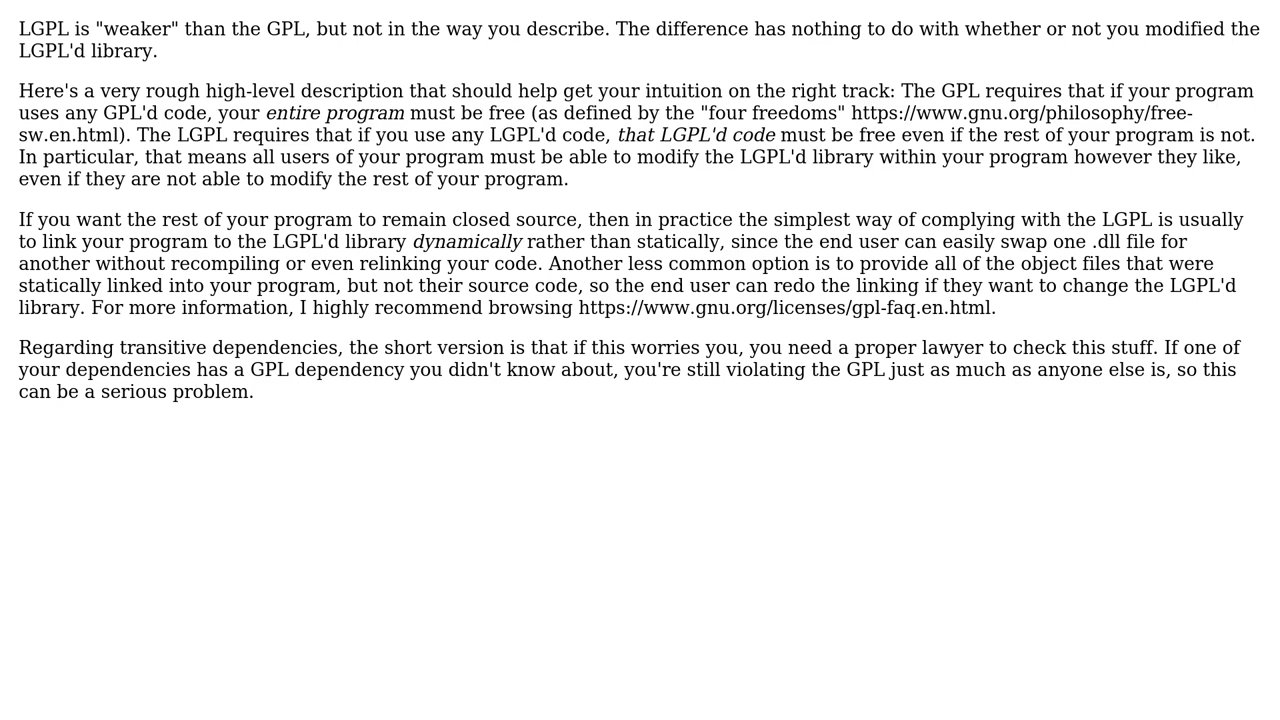 LGPL is "weaker" than the GPL, but not in the way you describe. The difference has nothing to do with whether or not you modified the
LGPL'd library.
Here's a very rough high-level description that should help get your intuition on the right track: The GPL requires that if your program
uses any GPL'd code, your entire program must be free (as defined by the "four freedoms" https://www.gnu.org/philosophy/free-
sw.en.html). The LGPL requires that if you use any LGPL'd code, that LGPL'd code must be free even if the rest of your program is not.
In particular, that means all users of your program must be able to modify the LGPL'd library within your program however they like,
even if they are not able to modify the rest of your program.
If you want the rest of your program to remain closed source, then in practice the simplest way of complying with the LGPL is usually
to link your program to the LGPL'd library dynamically rather than statically, since the end user can easily swap one .dll file for
another without recompiling or even relinking your code. Another less common option is to provide all of the object files that were
statically linked into your program, but not their source code, so the end user can redo the linking if they want to change the LGPL'd
library. For more information, I highly recommend browsing https://www.gnu.org/licenses/gpl-faq.en.html.
Regarding transitive dependencies, the short version is that if this worries you, you need a proper lawyer to check this stuff. If one of
your dependencies has a GPL dependency you didn't know about, you're still violating the GPL just as much as anyone else is, so this
can be a serious problem.